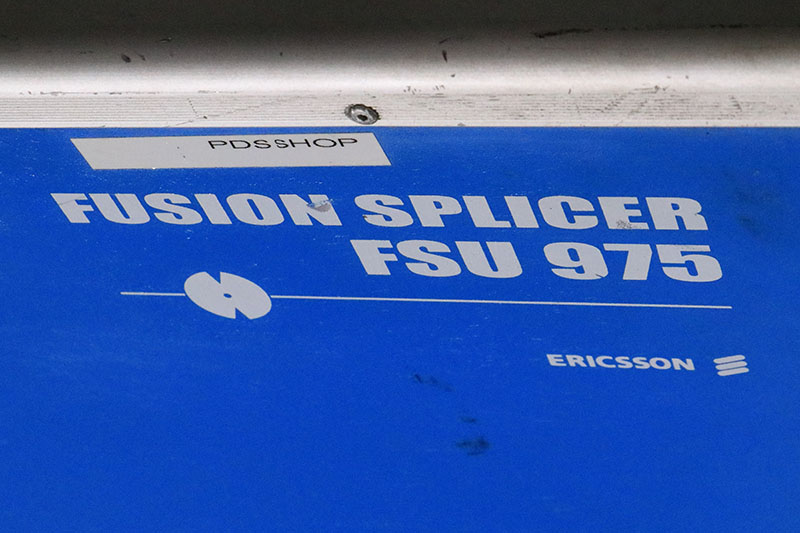 PDSSHOP
FUSION SPLICER
FSU 975
ERICSSON